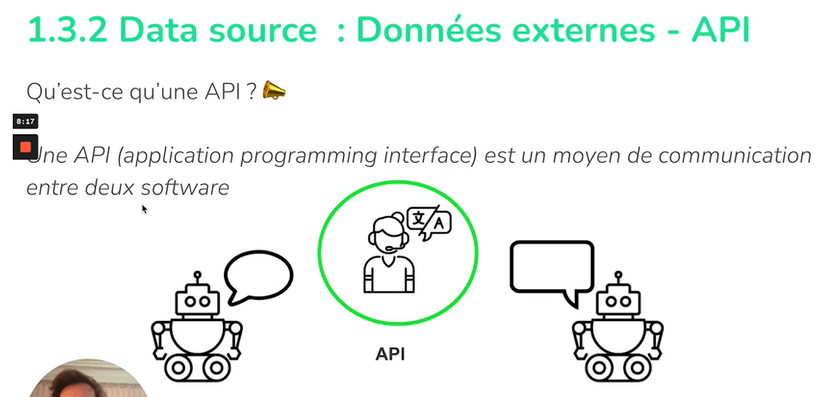 1.3.2 Data source : Données externes - API
Qu'est-ce qu'une API ?
8:17
Une API (application programming interface) est un moyen de communication
entre deux software
文 A
API